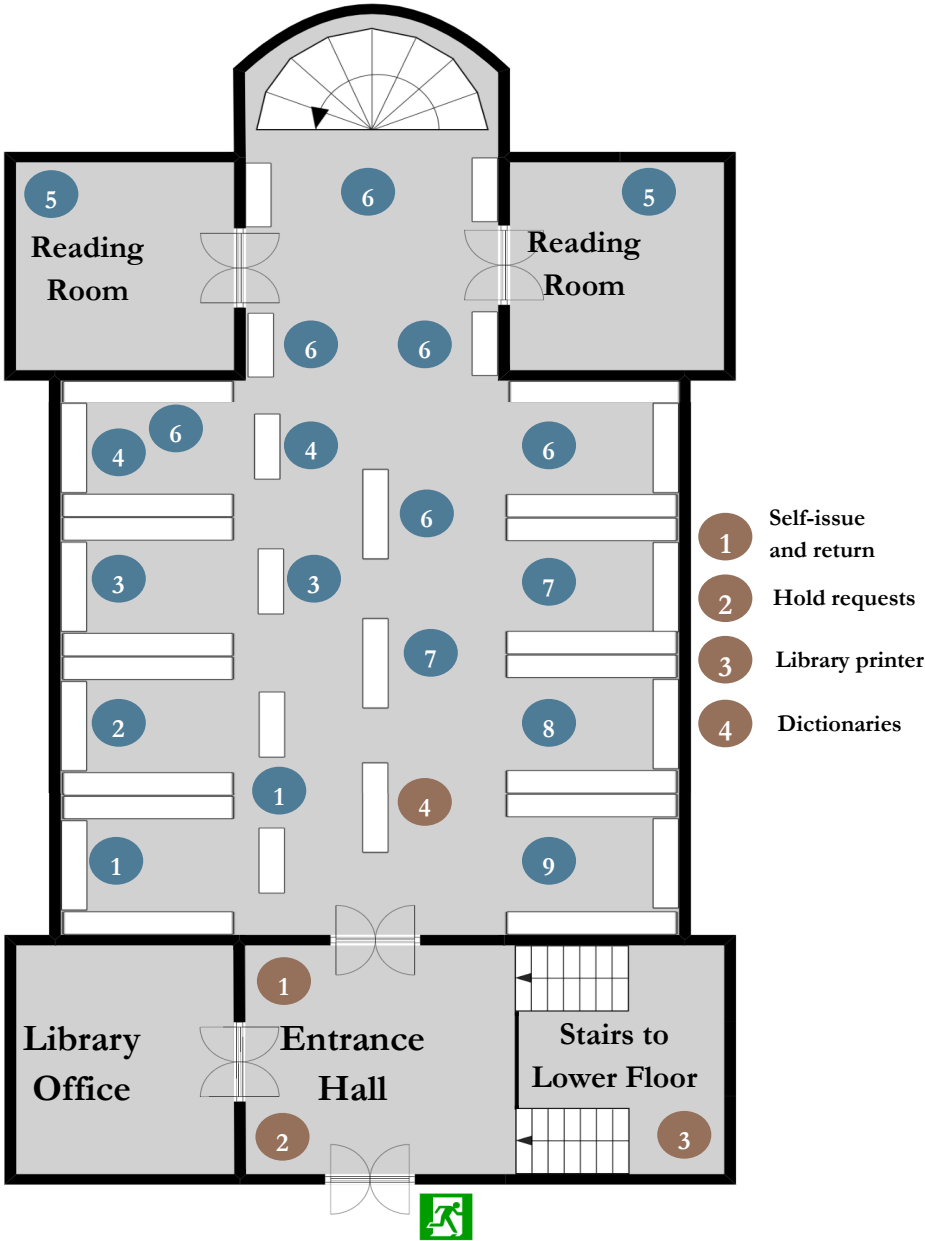 6
5
5
Reading
Room
Reading
Room
6
6
4
6
4
6
6
3
3
7
7
2
8
1
4
1
9
1
Self-issue
and return
2
Hold requests
3
Library printer
4
Dictionaries
1
Library
Office
Entrance
Hall
Stairs to
Lower Floor
2
3